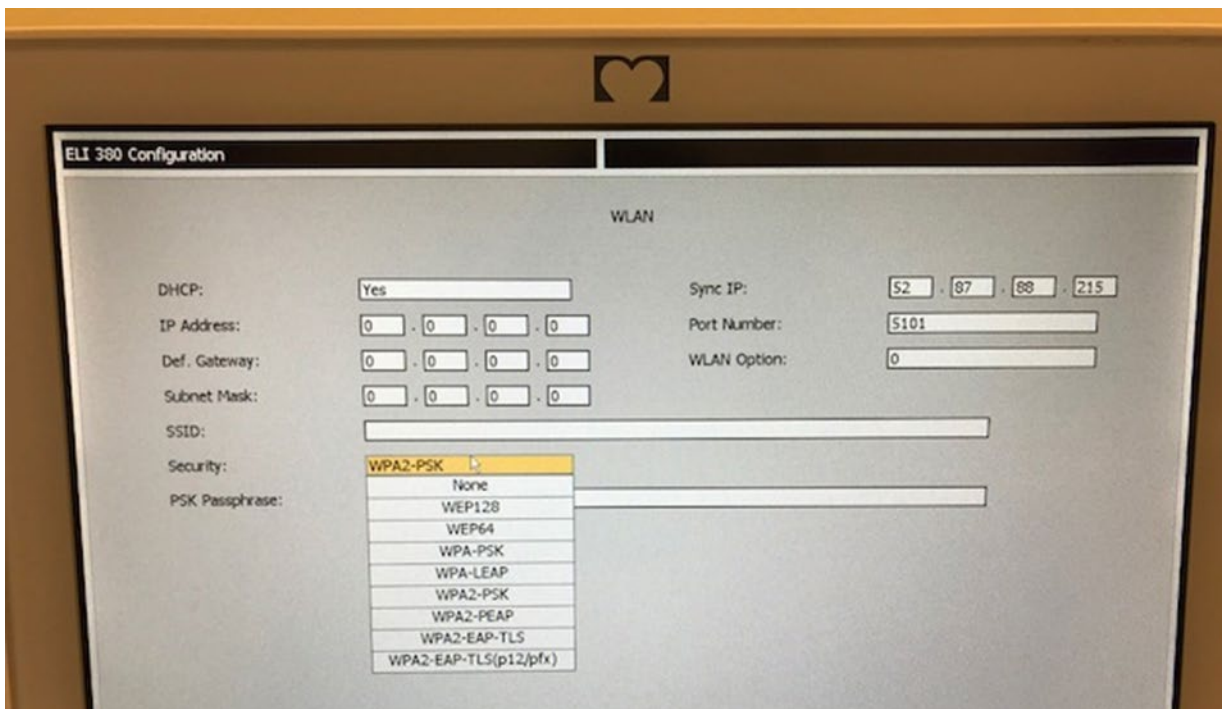 ELI 380 Configuration
WLAN
DHCP: Yes Sync IP: 52 . 87 . 88 . 215
IP Address: 0 . 0 . 0 . 0 Port Number: 5101
Def. Gateway: 0 . 0 . 0 . 0 WLAN Option: 0
Subnet Mask: 0 . 0 . 0 . 0
SSID:
Security: WPA2-PSK
None
PSK Passphrase:
WEP128
WEP64
WPA-PSK
WPA-LEAP
WPA2-PSK
WPA2-PEAP
WPA2-EAP-TLS
WPA2-EAP-TLS(p12/pfx)